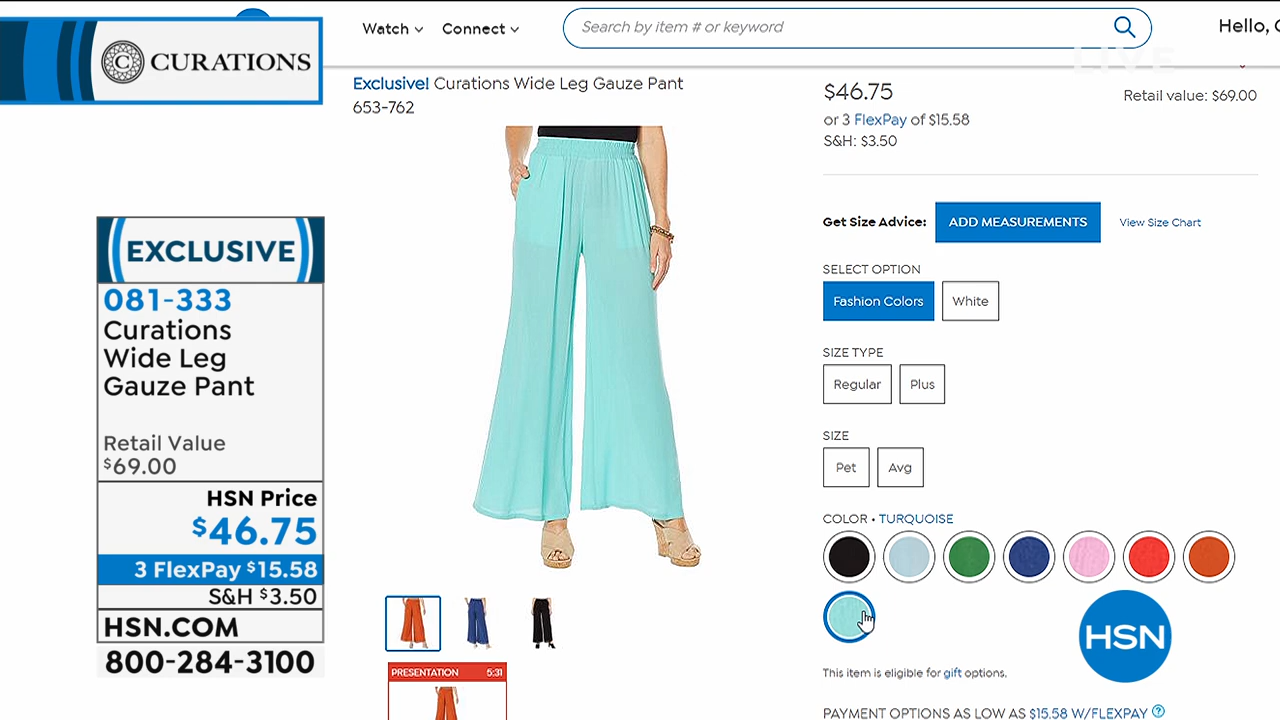 CURATIONS
C
Watch
Connect
Search by item # or keyword
Hello,
LIVE
Exclusive! Curations Wide Leg Gauze Pant
653-762
$46.75
Retail value: $69.00
or 3 FlexPay of $15.58
S&H: $3.50
Get Size Advice:
ADD MEASUREMENTS
View Size Chart
SELECT OPTION
Fashion Colors
White
SIZE TYPE
Regular
Plus
SIZE
Pet
Avg
COLOR • TURQUOISE
This item is eligible for gift options.
PAYMENT OPTIONS AS LOW AS $15.58 W/FLEXPAY ?
HSN
EXCLUSIVE
081-333
Curations
Wide Leg
Gauze Pant
Retail Value
$69.00
HSN Price
$46.75
3 FlexPay $15.58
S&H $3.50
HSN.COM
800-284-3100
PRESENTATION 5:31